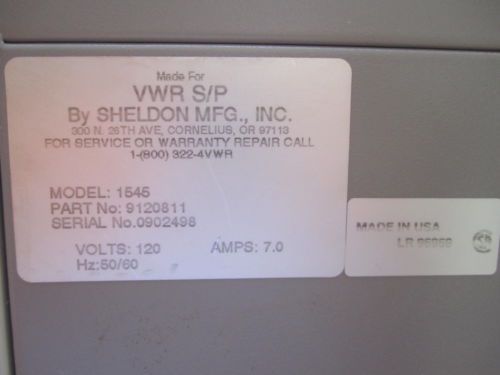 Made For
VWR S/P
By SHELDON MFG., INC.
300 N. 26TH AVE, CORNELIUS, OR 97113
FOR SERVICE OR WARRANTY REPAIR CALL
1-(800) 322-4VWR
MODEL: 1545
PART No: 9120811
SERIAL No.0902498
VOLTS: 120 AMPS: 7.0
Hz:50/60
MADE IN USA
LR